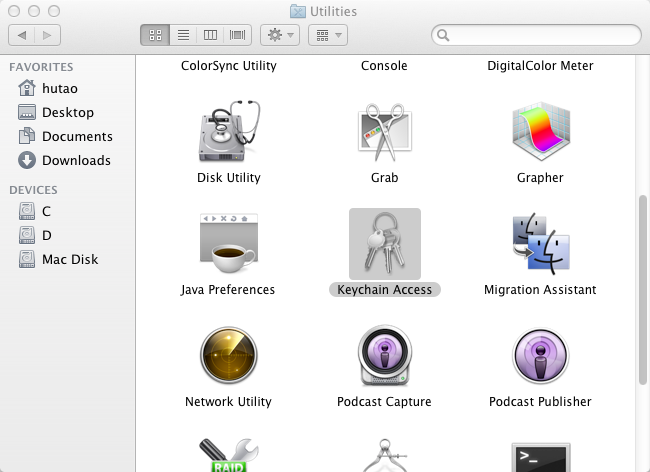 Utilities
FAVORITES
hutao
Desktop
Documents
Downloads
DEVICES
C
D
Mac Disk
ColorSync Utility
Console
DigitalColor Meter
Disk Utility
Grab
Grapher
Java Preferences
Keychain Access
Migration Assistant
Network Utility
Podcast Capture
Podcast Publisher
RAID
>_